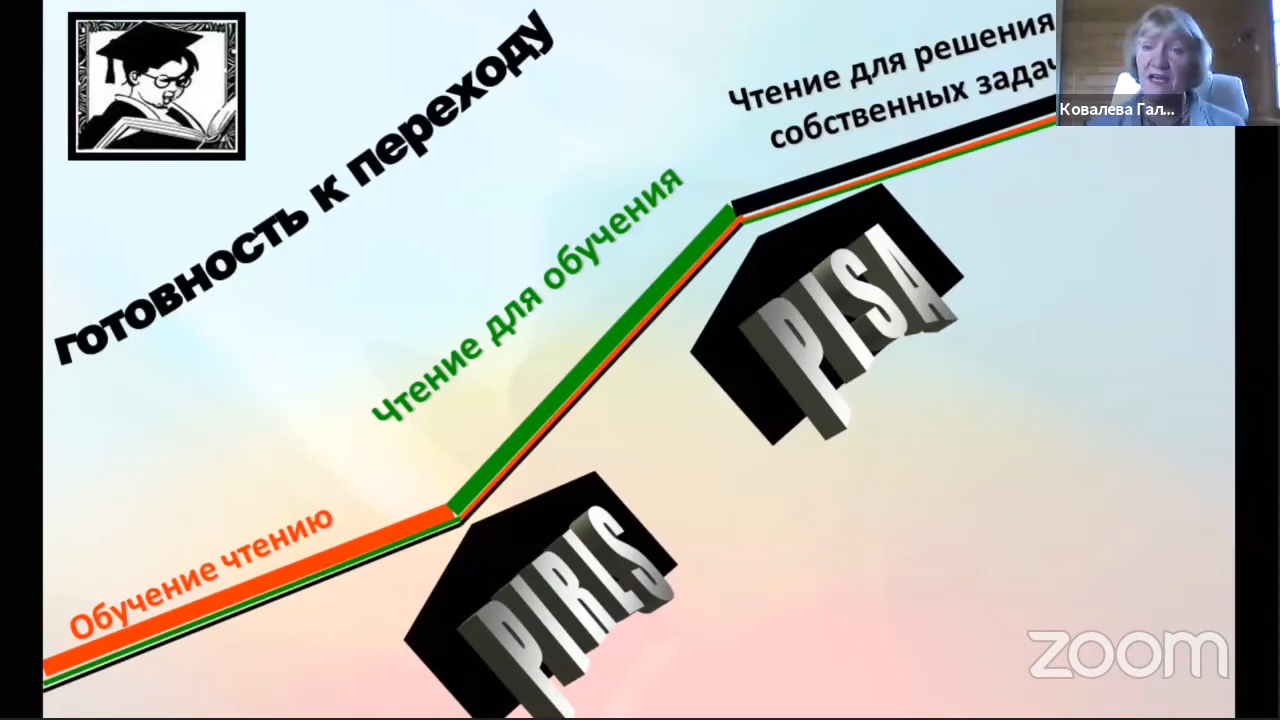 готовность к переходу
Чтение для решения
собственных задач
Ковалева Гал...
Чтение для обучения
PISA
Обучение чтению
PIRLS
zoom